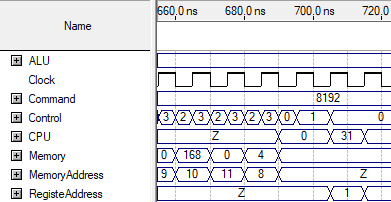 660.0 ns 680.0 ns 700.0 ns 720.0
Name
ALU
Clock
Command 8192
Control 3 2 3 2 3 2 3 0 1 0
CPU Z 0 31
Memory 0 168 0 4
MemoryAddress 9 10 11 8 Z
RegisteAddress Z 1